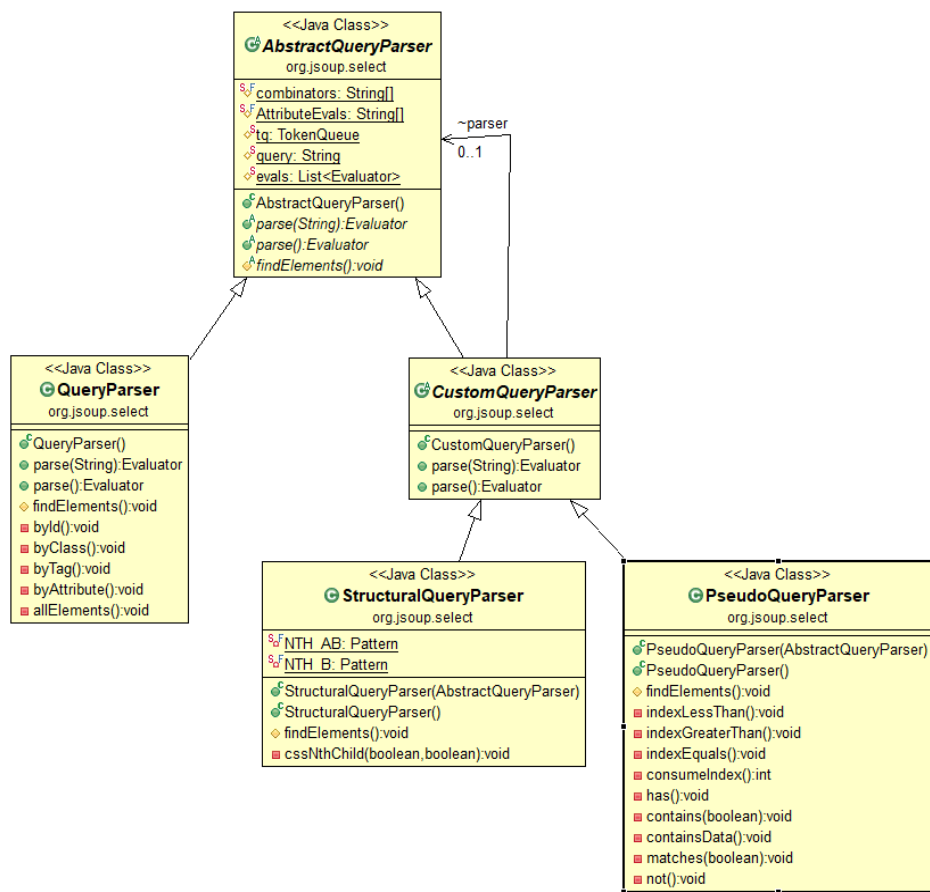 <<Java Class>>
AbstractQueryParser
org.jsoup.select
combinators: String[]
AttributeEvals: String[]
tq: TokenQueue
query: String
evals: List<Evaluator>
AbstractQueryParser()
parse(String):Evaluator
parse():Evaluator
findElements():void
~parser
0..1
<<Java Class>>
QueryParser
org.jsoup.select
QueryParser()
parse(String):Evaluator
parse():Evaluator
findElements():void
byId():void
byClass():void
byTag():void
byAttribute():void
allElements():void
<<Java Class>>
CustomQueryParser
org.jsoup.select
CustomQueryParser()
parse(String):Evaluator
parse():Evaluator
<<Java Class>>
StructuralQueryParser
org.jsoup.select
NTH_AB: Pattern
NTH_B: Pattern
StructuralQueryParser(AbstractQueryParser)
StructuralQueryParser()
findElements():void
cssNthChild(boolean,boolean):void
<<Java Class>>
PseudoQueryParser
org.jsoup.select
PseudoQueryParser(AbstractQueryParser)
PseudoQueryParser()
findElements():void
indexLessThan():void
indexGreaterThan():void
indexEquals():void
consumeIndex():int
has():void
contains(boolean):void
containsData():void
matches(boolean):void
not():void